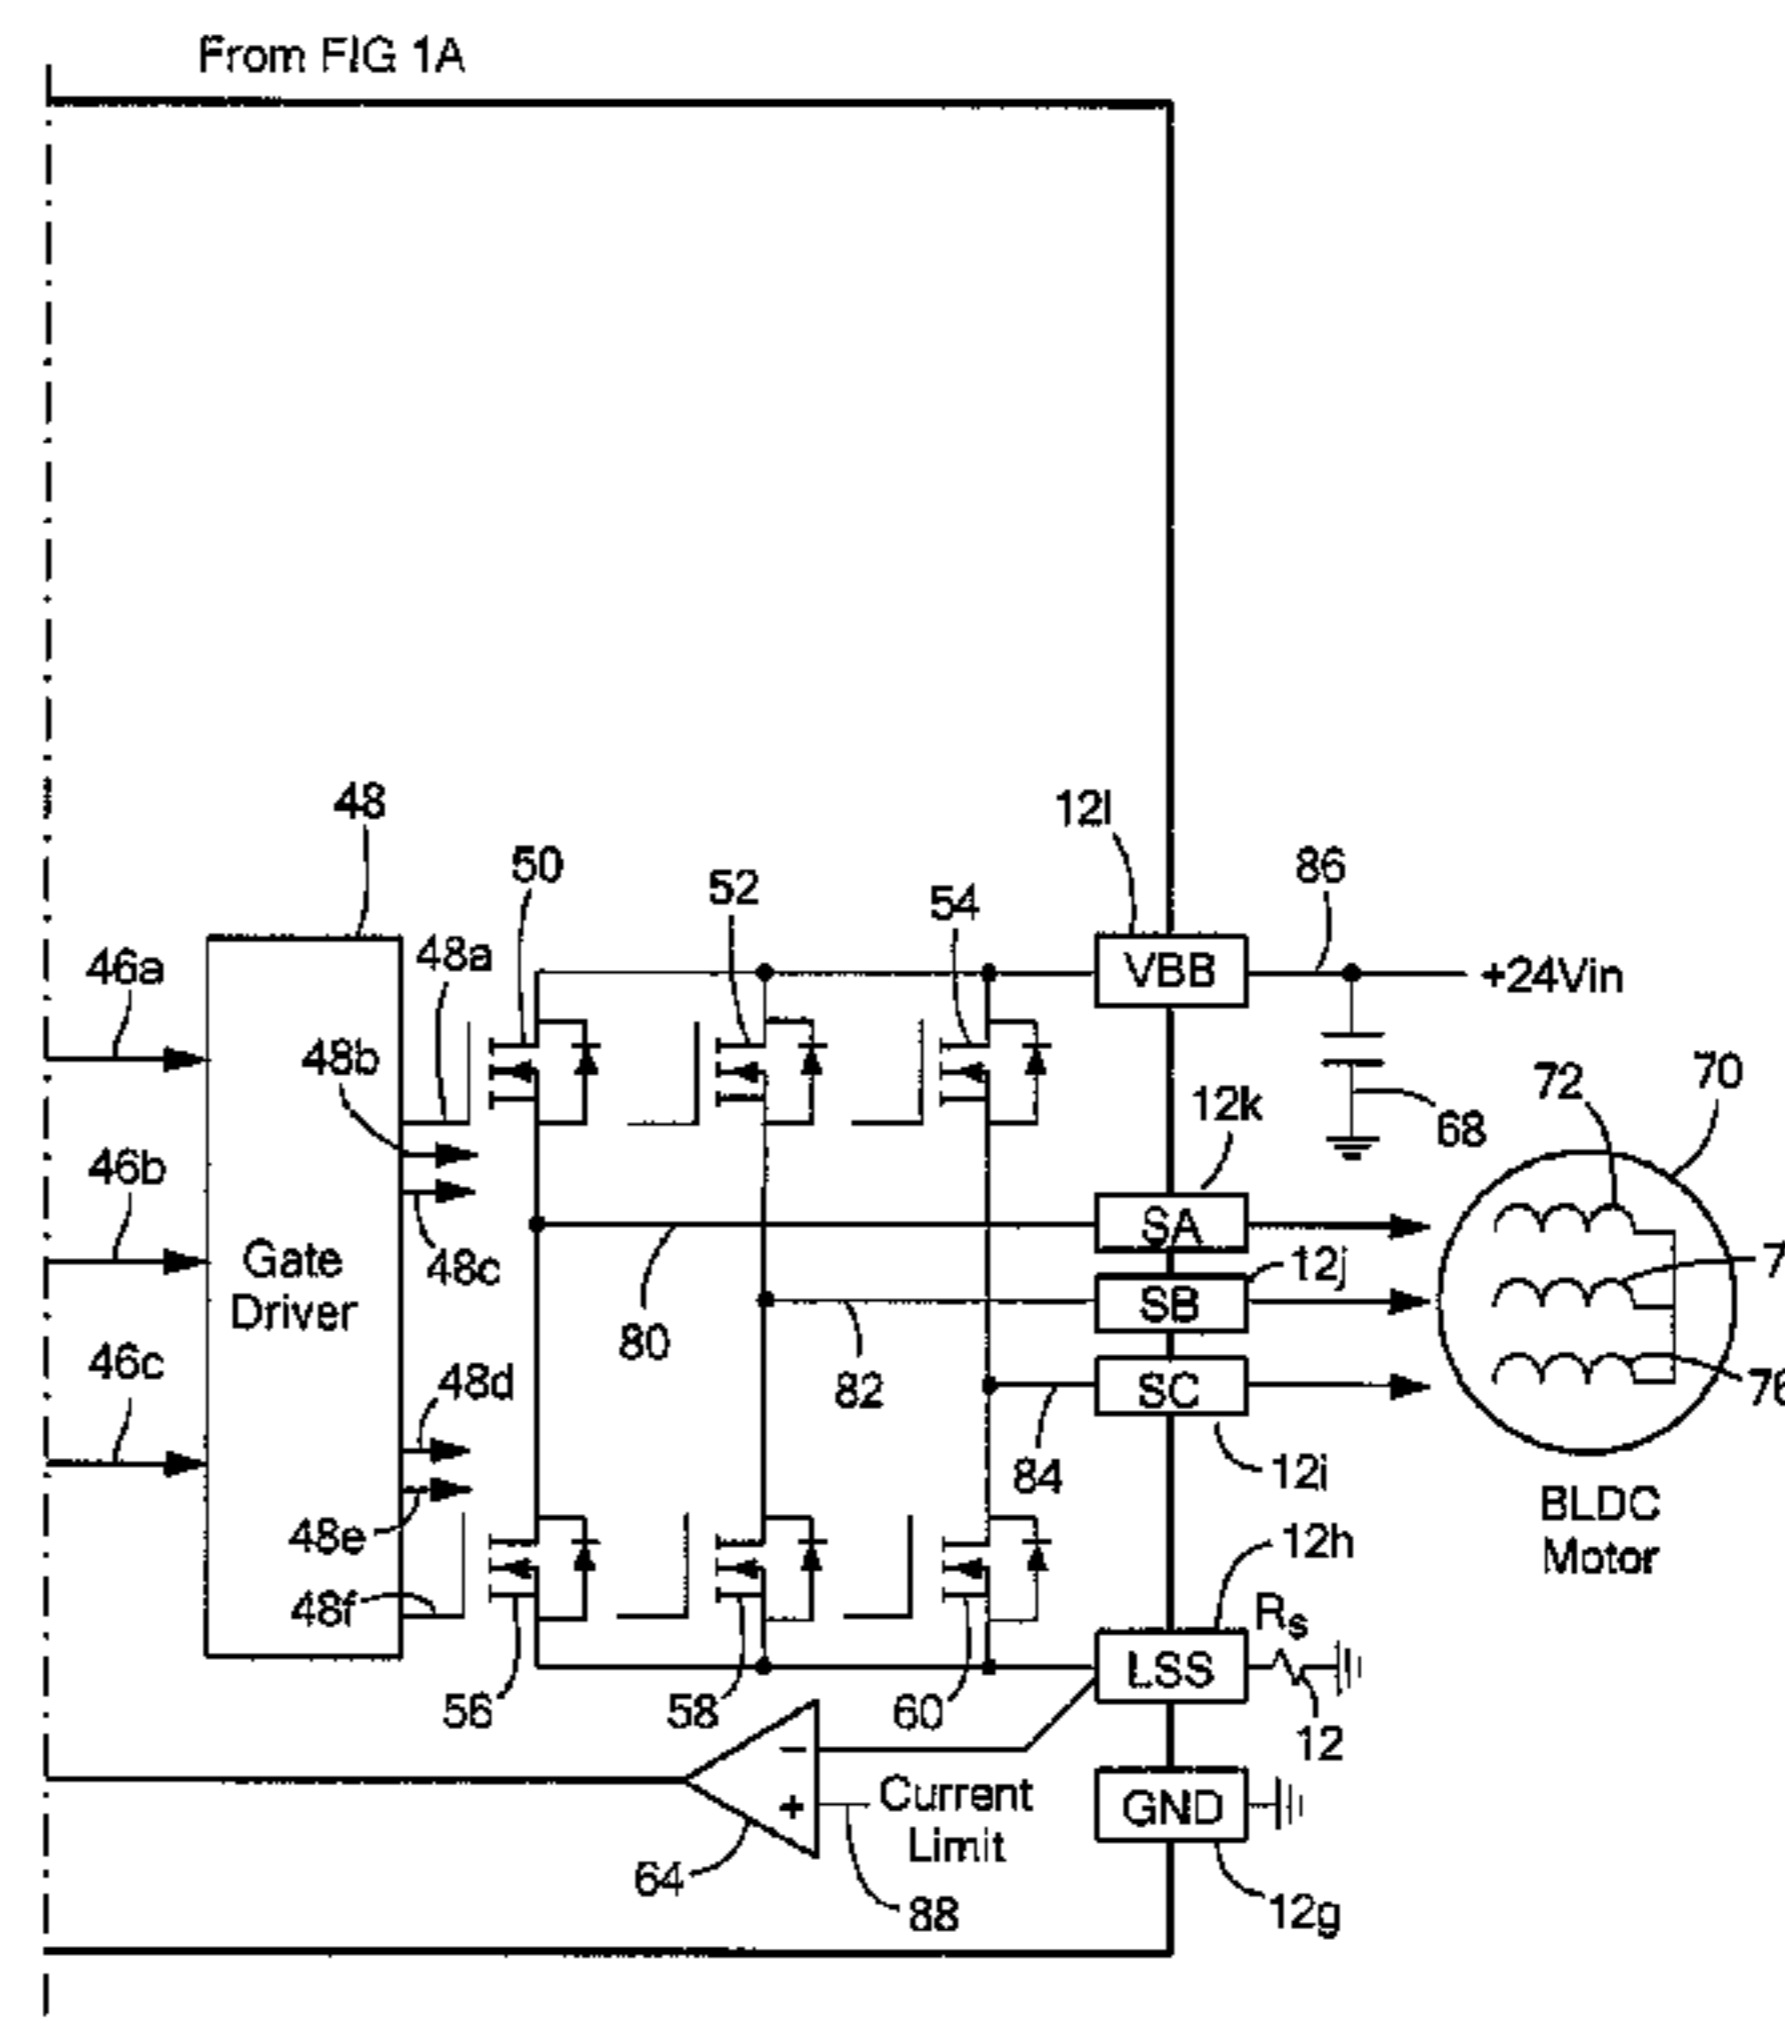 From FIG 1A
48
12l
50
52
54
86
46a
48a
VBB
+24Vin
48b
72
70
12k
68
46b
SA
Gate
Driver
48c
12j
7
SB
80
46c
48d
82
SC
76
84
12i
BLDC
Motor
48e
12h
48f
Rs
LSS
56
58
60
12
−
+
Current
Limit
GND
64
88
12g